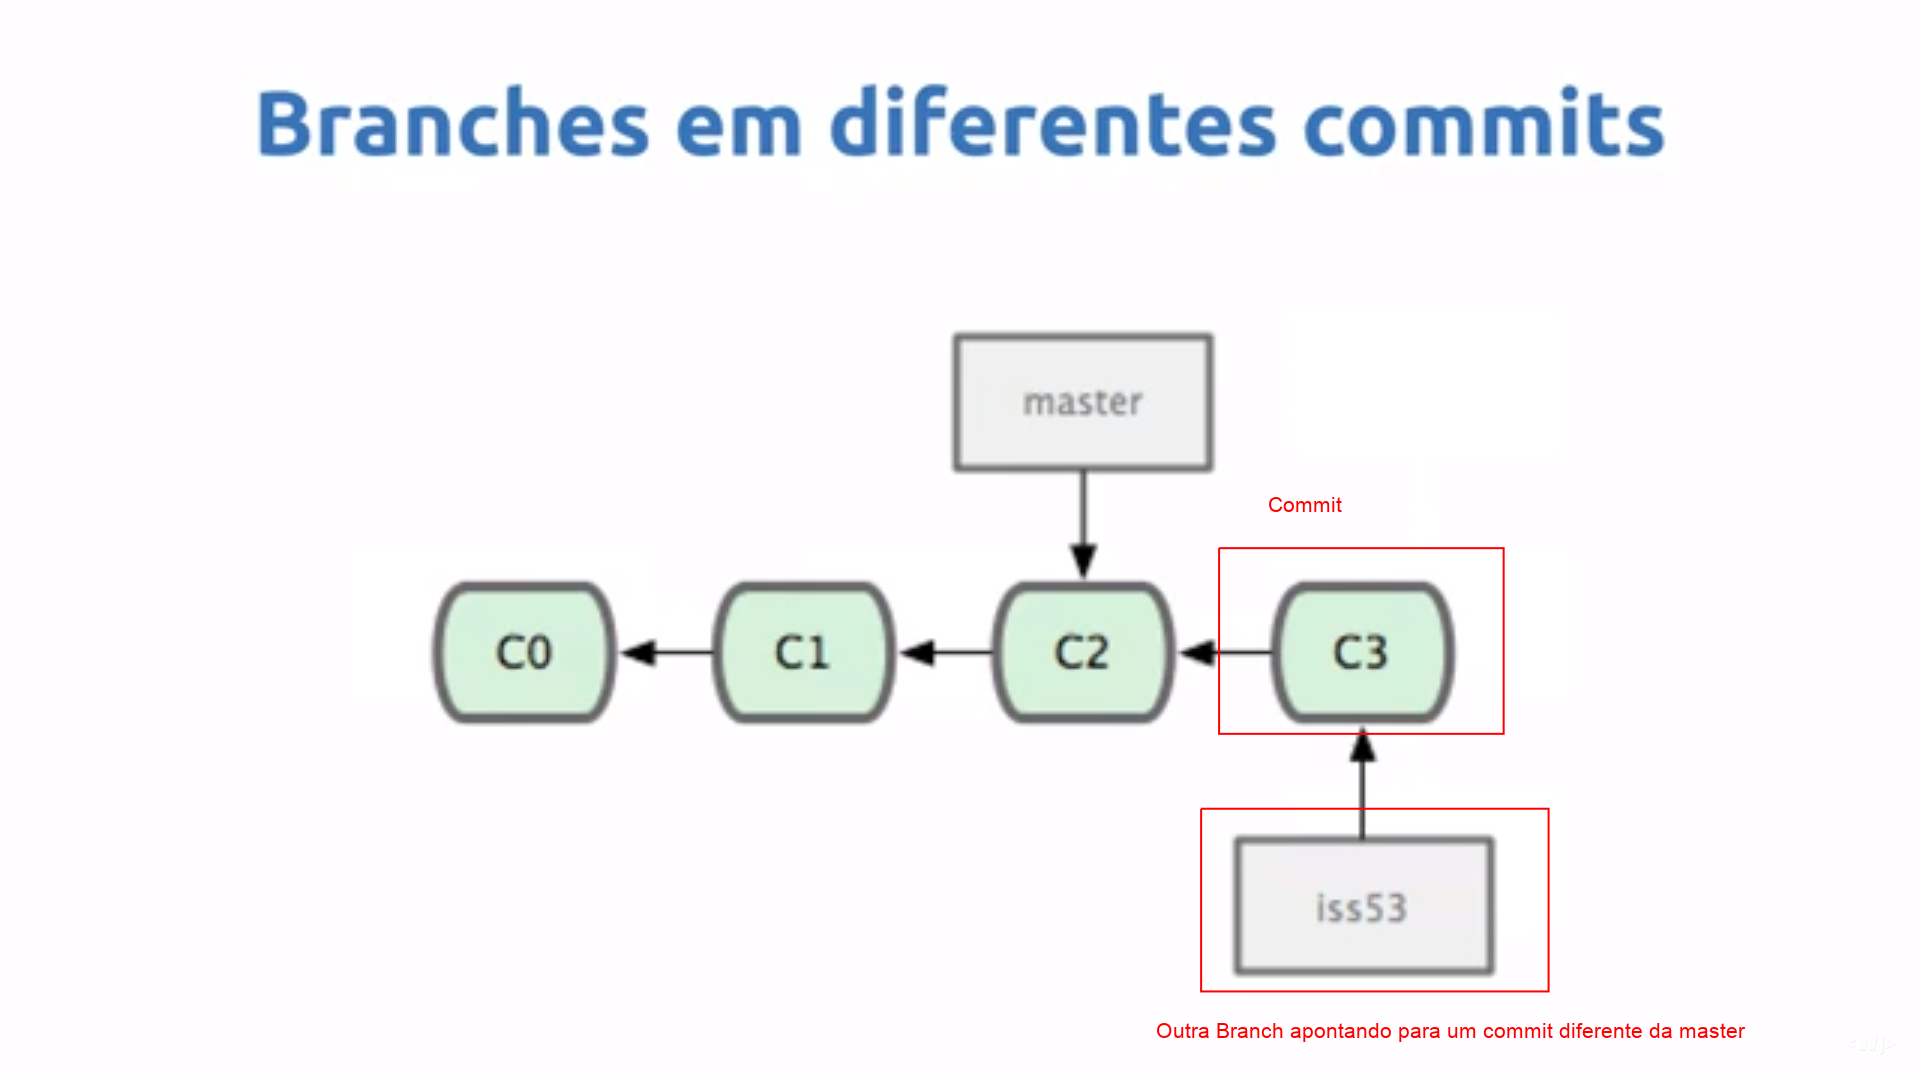 Branches em diferentes commits
master
Commit
C0 C1 C2 C3
iss53
Outra Branch apontando para um commit diferente da master